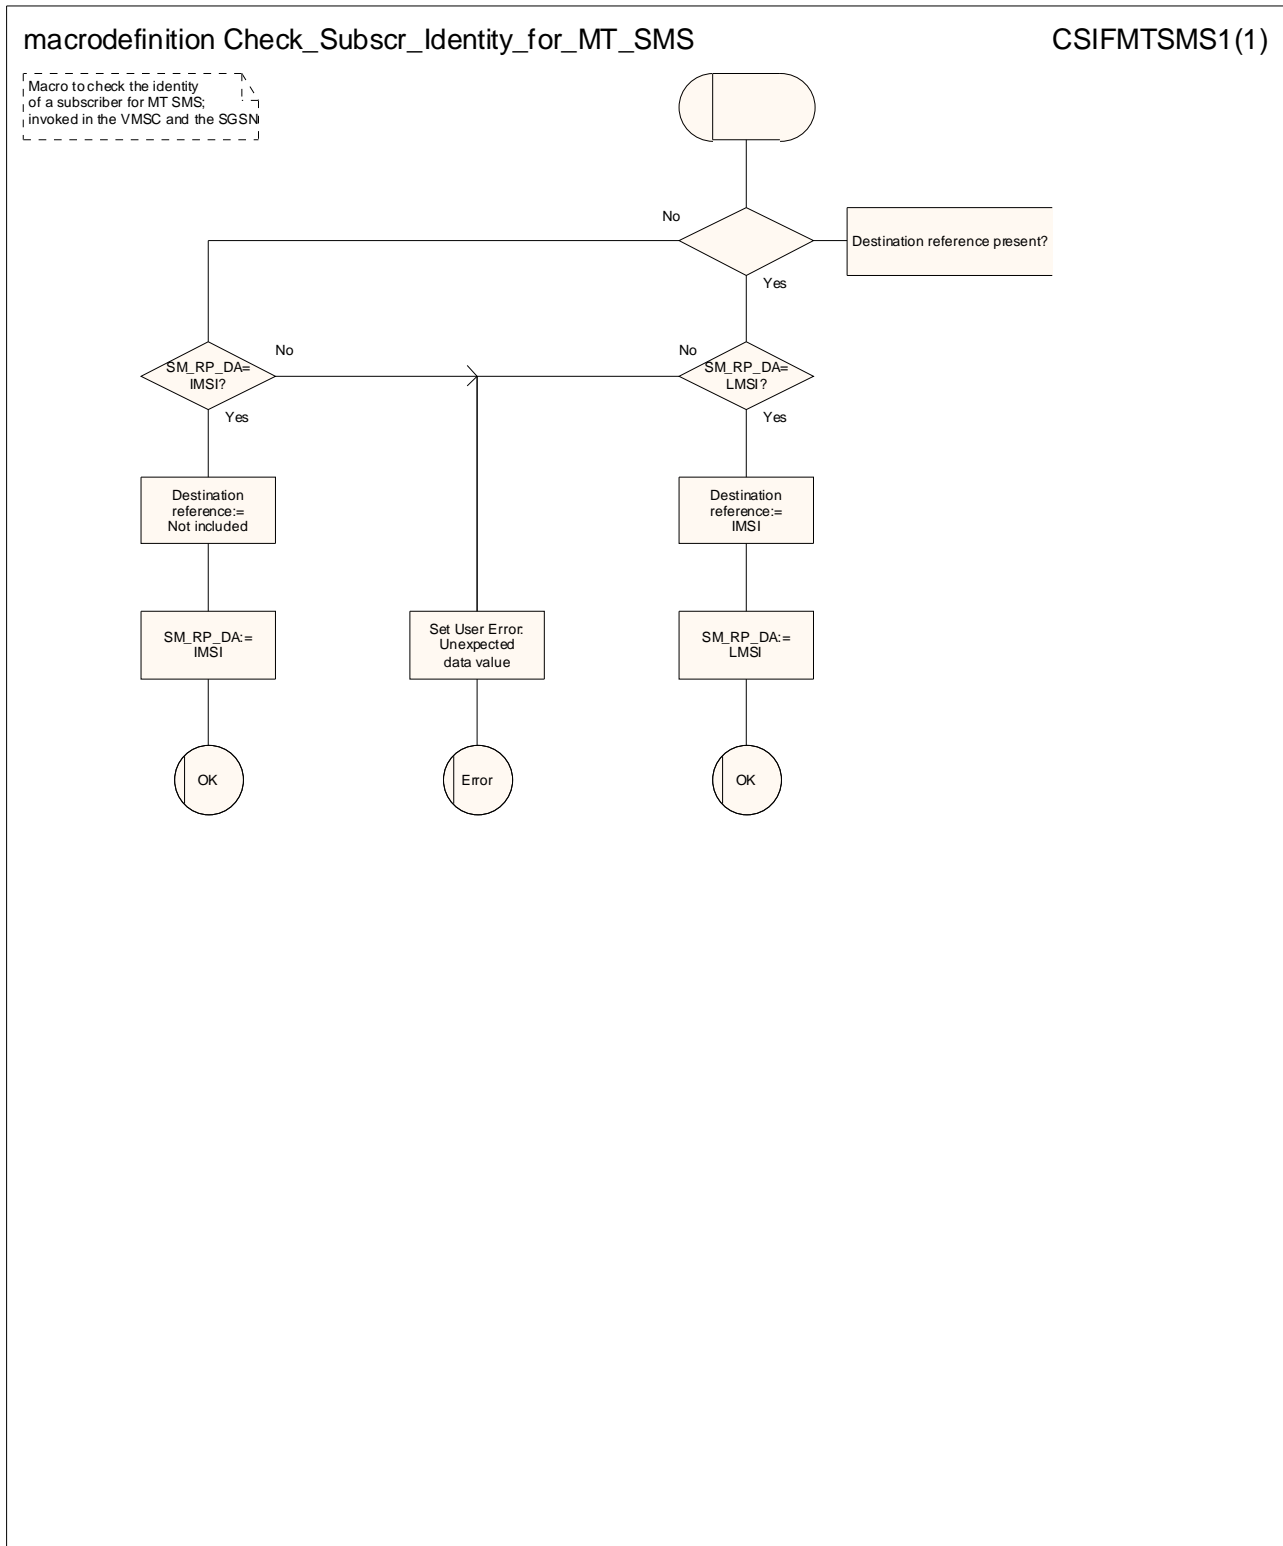 macrodefinition Check_Subscr_Identity_for_MT_SMS
CSIFMTSMS1(1)
Macro to check the identity
of a subscriber for MT SMS;
invoked in the VMSC and the SGSN
No
Destination reference present?
Yes
SM_RP_DA=
IMSI?
No
Yes
No
SM_RP_DA=
LMSI?
Yes
Destination
reference:=
Not included
Destination
reference:=
IMSI
SM_RP_DA:=
IMSI
Set User Error:
Unexpected
data value
SM_RP_DA:=
LMSI
OK
Error
OK